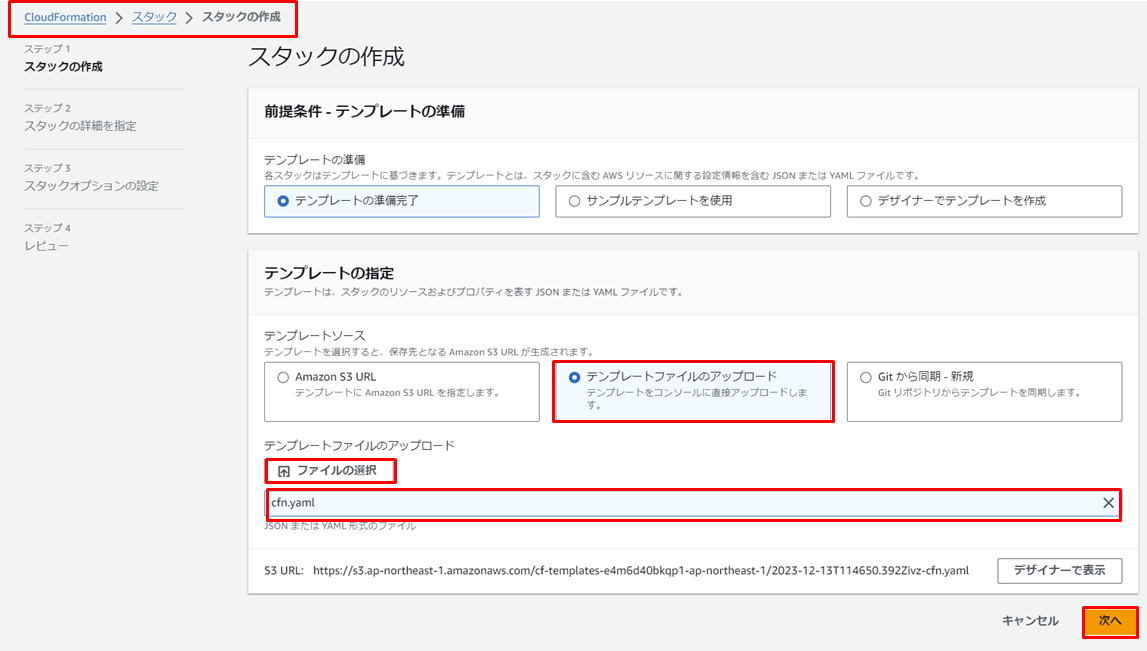 CloudFormation > スタック > スタックの作成
ステップ 1
スタックの作成
ステップ 2
スタックの詳細を指定
ステップ 3
スタックオプションの設定
ステップ 4
レビュー
スタックの作成
前提条件 - テンプレートの準備
テンプレートの準備
各スタックはテンプレートに基づきます。テンプレートとは、スタックに含む AWS リソースに関する設定情報を含む JSON または YAML ファイルです。
テンプレートの準備完了
サンプルテンプレートを使用
デザイナーでテンプレートを作成
テンプレートの指定
テンプレートは、スタックのリソースおよびプロパティを表す JSON または YAML ファイルです。
テンプレートソース
テンプレートを選択すると、保存先となる Amazon S3 URL が生成されます。
Amazon S3 URL
テンプレートに Amazon S3 URL を指定します。
テンプレートファイルのアップロード
テンプレートをコンソールに直接アップロードしま
す。
Git から同期 - 新規
Git リポジトリからテンプレートを同期します。
テンプレートファイルのアップロード
ファイルの選択
cfn.yaml
JSON または YAML 形式のファイル
S3 URL: https://s3.ap-northeast-1.amazonaws.com/cf-templates-e4m6d40bkqp1-ap-northeast-1/2023-12-13T114650.392Zivz-cfn.yaml
デザイナーで表示
キャンセル
次へ